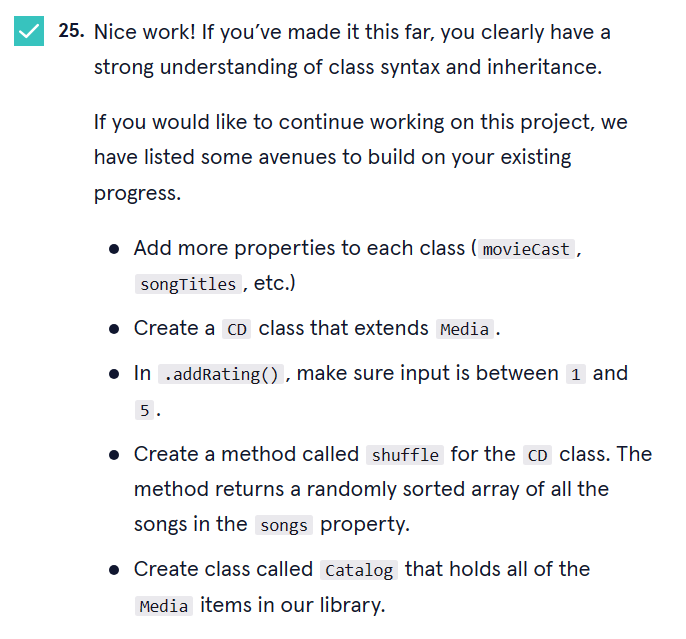 25. Nice work! If you’ve made it this far, you clearly have a
strong understanding of class syntax and inheritance.
If you would like to continue working on this project, we
have listed some avenues to build on your existing
progress.
• Add more properties to each class ( movieCast ,
songTitles , etc.)
• Create a CD class that extends Media .
• In .addRating() , make sure input is between 1 and
5 .
• Create a method called shuffle for the CD class. The
method returns a randomly sorted array of all the
songs in the songs property.
• Create class called Catalog that holds all of the
Media items in our library.